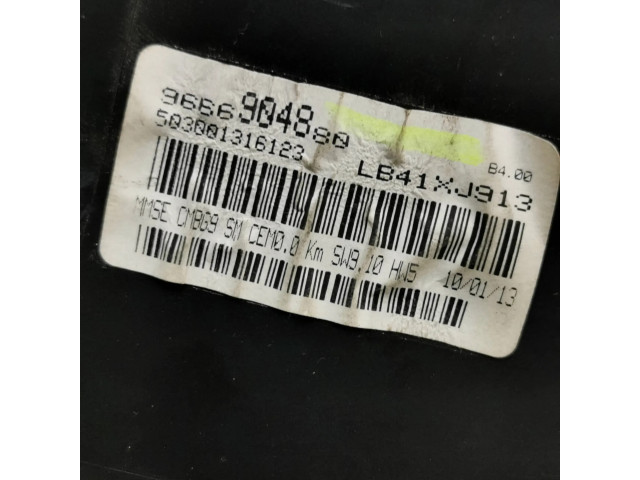 9666904880
B4.00
503001316123
LB41XJ913
MMSE CMBG9 SM CEM0.0 Km SW9.10 HW5 10/01/13